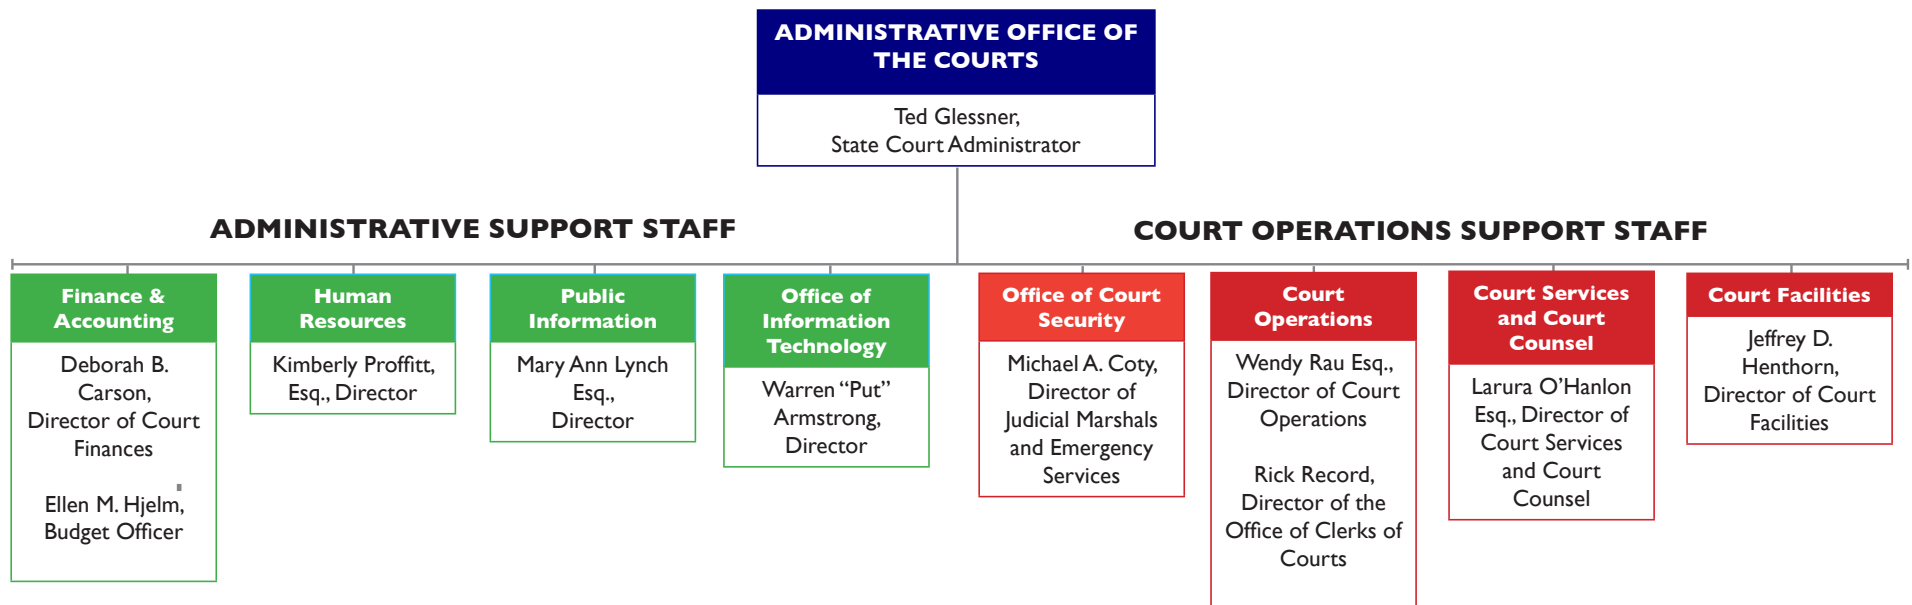 ADMINISTRATIVE OFFICE OF
THE COURTS
Ted Glessner,
State Court Administrator
ADMINISTRATIVE SUPPORT STAFF
COURT OPERATIONS SUPPORT STAFF
Finance &
Accounting
Deborah B.
Carson,
Director of Court
Finances
Ellen M. Hjelm,
Budget Officer
Human
Resources
Kimberly Proffitt,
Esq., Director
Public
Information
Mary Ann Lynch
Esq.,
Director
Office of
Information
Technology
Warren “Put”
Armstrong,
Director
Office of Court
Security
Michael A. Coty,
Director of
Judicial Marshals
and Emergency
Services
Court
Operations
Wendy Rau Esq.,
Director of Court
Operations
Rick Record,
Director of the
Office of Clerks of
Courts
Court Services
and Court
Counsel
Larura O’Hanlon
Esq., Director of
Court Services
and Court
Counsel
Court Facilities
Jeffrey D.
Henthorn,
Director of Court
Facilities